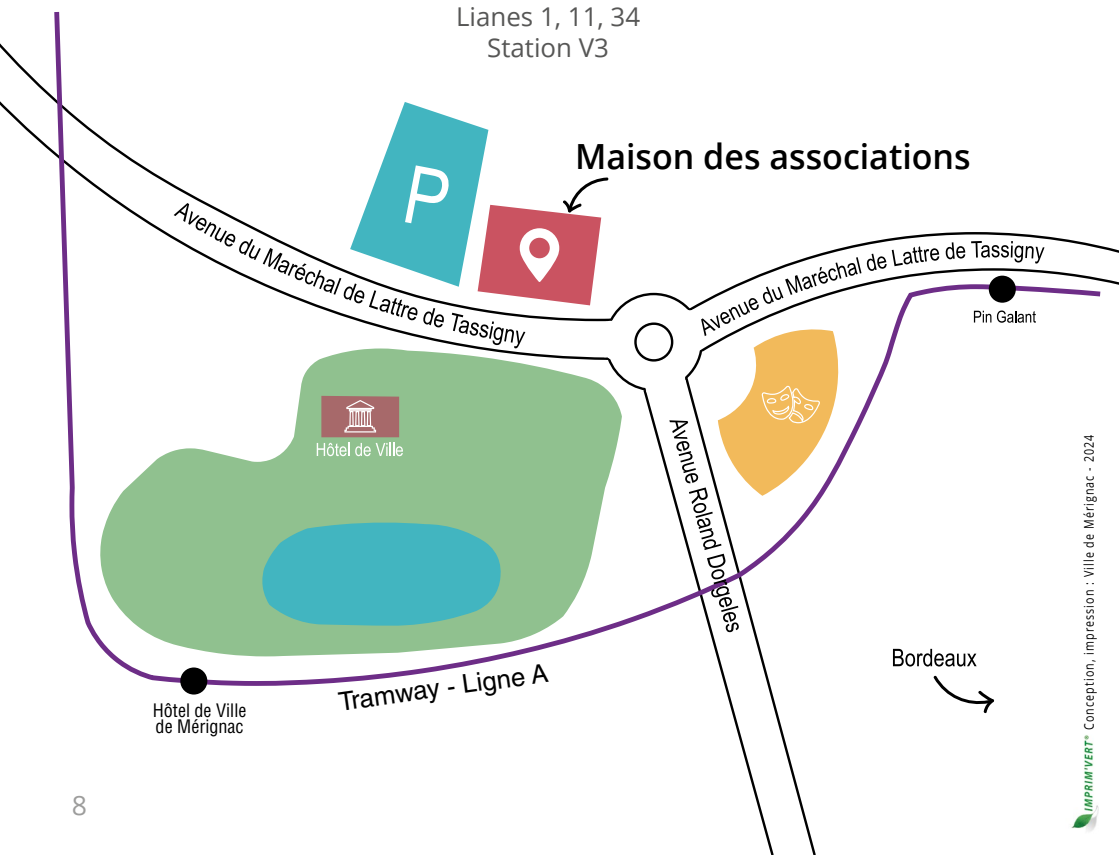 Lianes 1, 11, 34
Station V3
P
Maison des associations
Avenue du Maréchal de Lattre de Tassigny
Avenue du Maréchal de Lattre de Tassigny
Pin Galant
Hôtel de Ville
Avenue Roland Dorgeles
Tramway - Ligne A
Hôtel de Ville
de Mérignac
Bordeaux
IMPRIM'VERT® Conception, impression : Ville de Mérignac - 2024
8